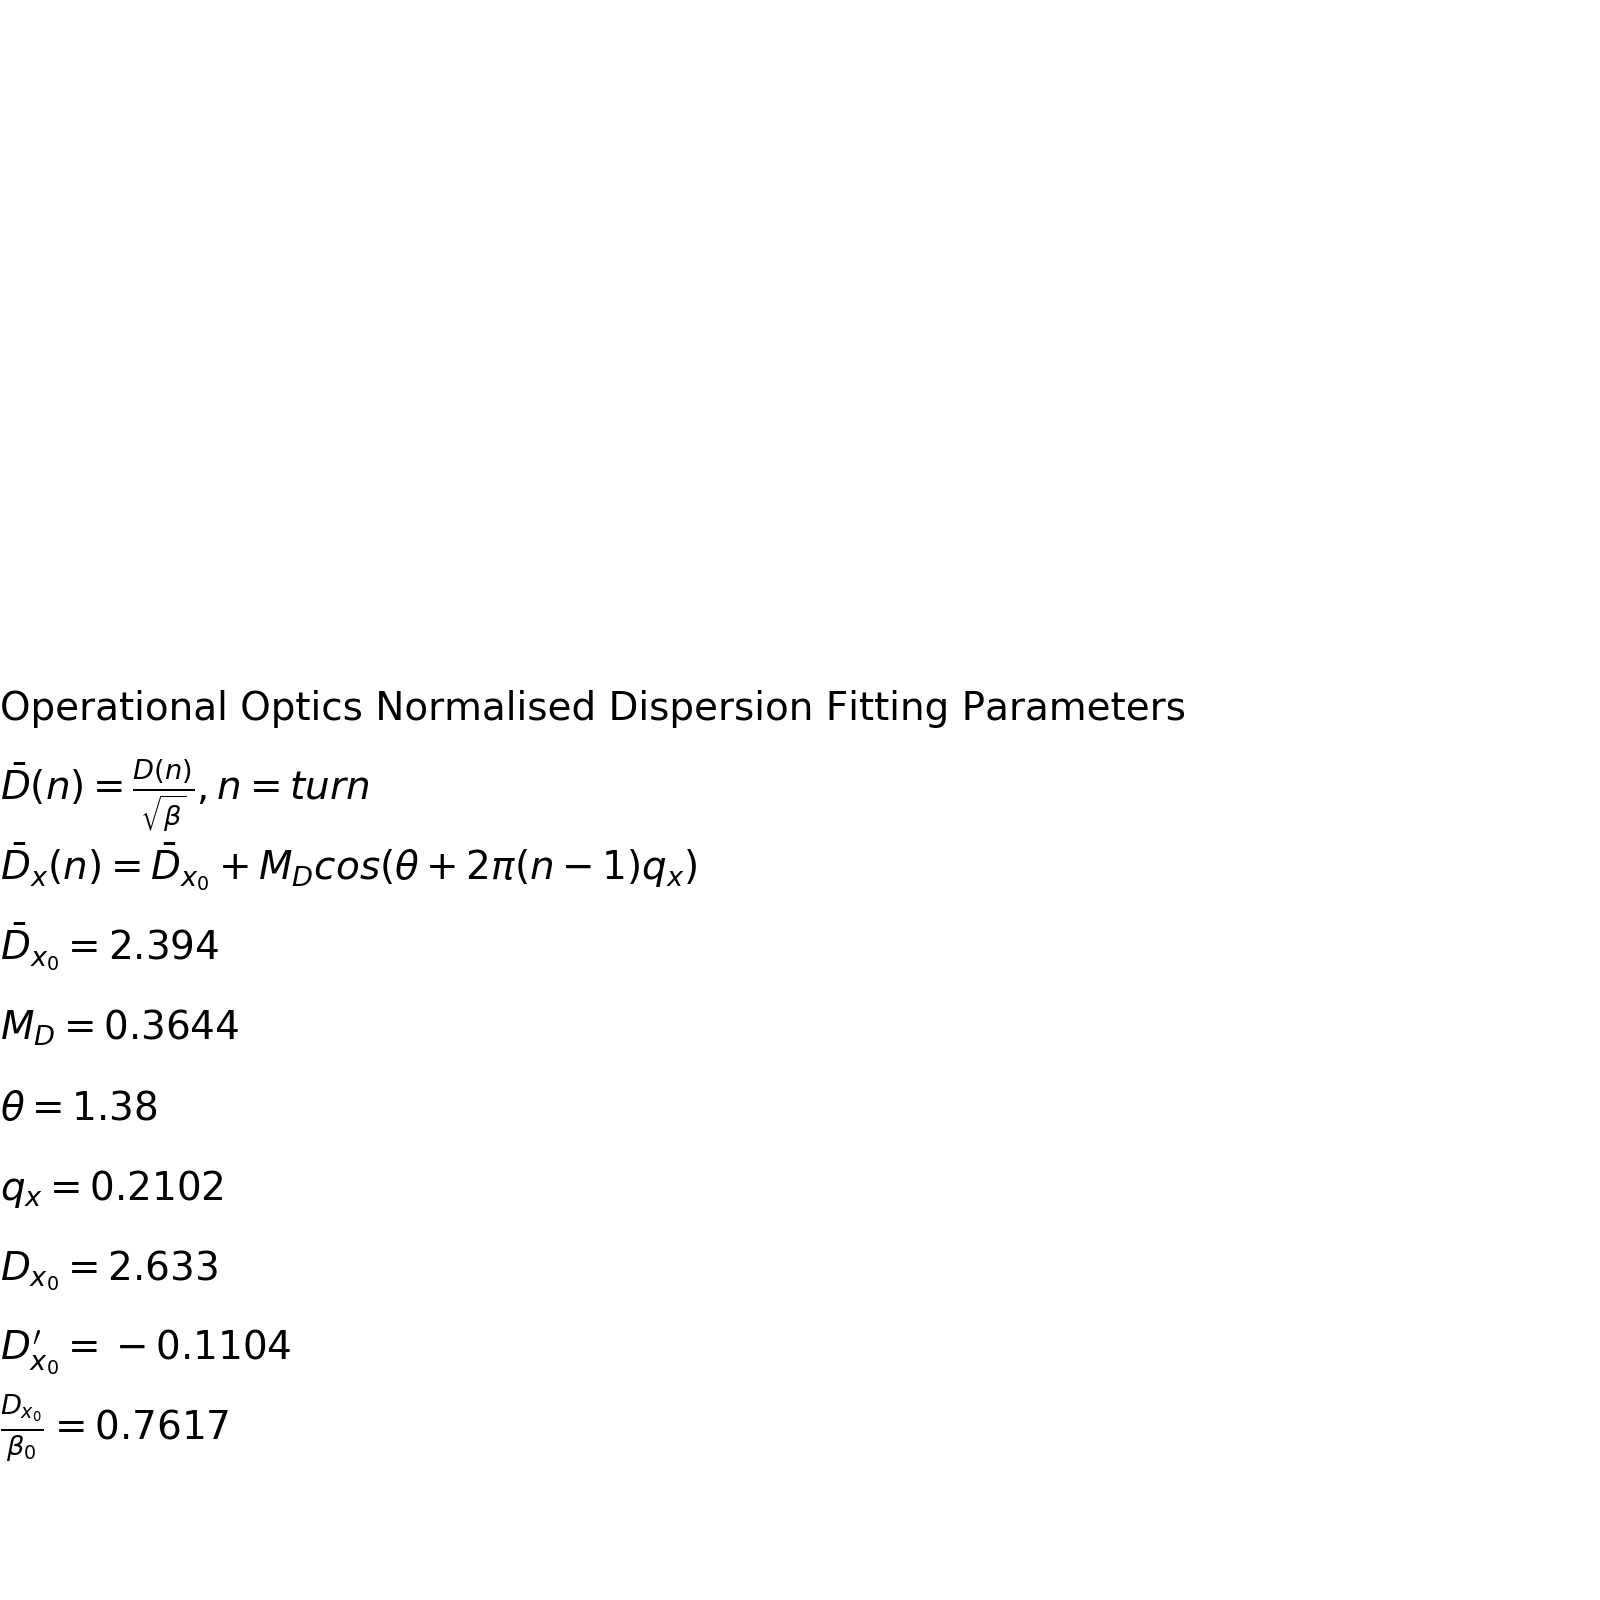 Operational Optics Normalised Dispersion Fitting Parameters
$\bar{D}(n) = \frac{D(n)}{\sqrt{\beta}}, n = turn$
$\bar{D}_x(n) = \bar{D}_{x_0} + M_D cos(\theta + 2\pi(n-1)q_x)$
$\bar{D}_{x_0} = 2.394$
$M_D = 0.3644$
$\theta = 1.38$
$q_x = 0.2102$
$D_{x_0} = 2.633$
$D'_{x_0} = -0.1104$
$\frac{D_{x_0}}{\beta_0} = 0.7617$